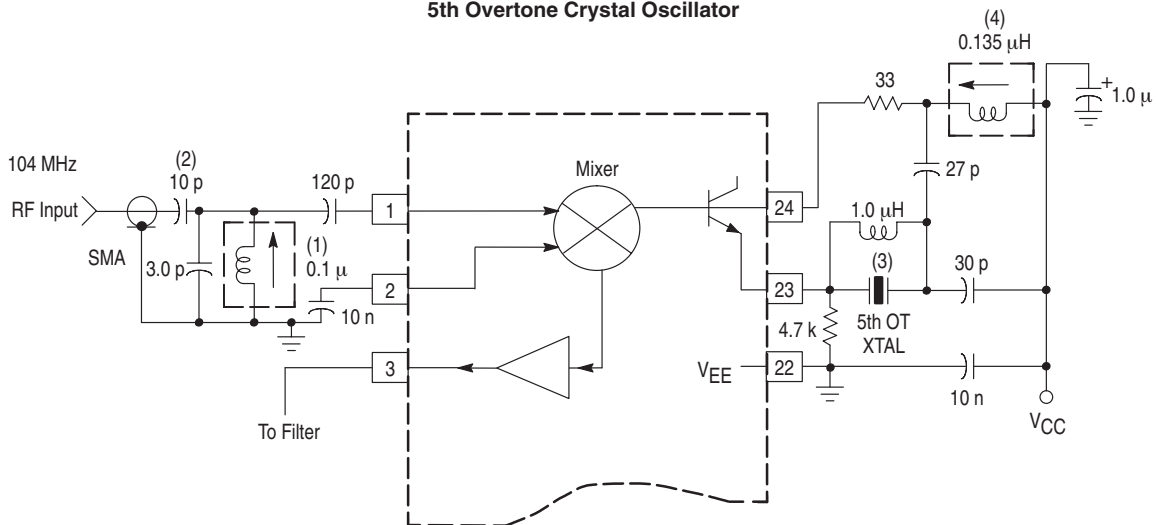 5th Overtone Crystal Oscillator
(4)
0.135 μH
33
+
1.0 μ
104 MHz
(2)
10 p
120 p
Mixer
27 p
RF Input
1
24
1.0 μH
SMA
3.0 p
(1)
0.1 μ
(3)
30 p
2
23
10 n
4.7 k
5th OT
XTAL
3
VEE
22
10 n
To Filter
VCC